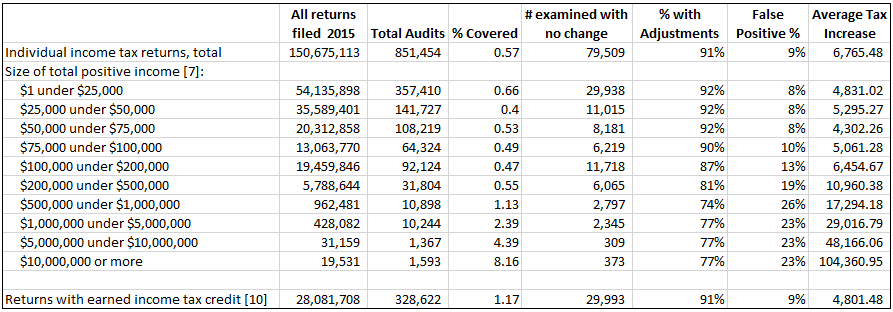 All returns # examined with % with False Average Tax
filed 2015 Total Audits % Covered no change Adjustments Positive % Increase
Individual income tax returns, total 150,675,113 851,454 0.57 79,509 91% 9% 6,765.48
Size of total positive income [7]:
$1 under $25,000 54,135,898 357,410 0.66 29,938 92% 8% 4,831.02
$25,000 under $50,000 35,589,401 141,727 0.4 11,015 92% 8% 5,295.27
$50,000 under $75,000 20,312,858 108,219 0.53 8,181 92% 8% 4,302.26
$75,000 under $100,000 13,063,770 64,324 0.49 6,219 90% 10% 5,061.28
$100,000 under $200,000 19,459,846 92,124 0.47 11,718 87% 13% 6,454.67
$200,000 under $500,000 5,788,644 31,804 0.55 6,065 81% 19% 10,960.38
$500,000 under $1,000,000 962,481 10,898 1.13 2,797 74% 26% 17,294.18
$1,000,000 under $5,000,000 428,082 10,244 2.39 2,345 77% 23% 29,016.79
$5,000,000 under $10,000,000 31,159 1,367 4.39 309 77% 23% 48,166.06
$10,000,000 or more 19,531 1,593 8.16 373 77% 23% 104,360.95
Returns with earned income tax credit [10] 28,081,708 328,622 1.17 29,993 91% 9% 4,801.48